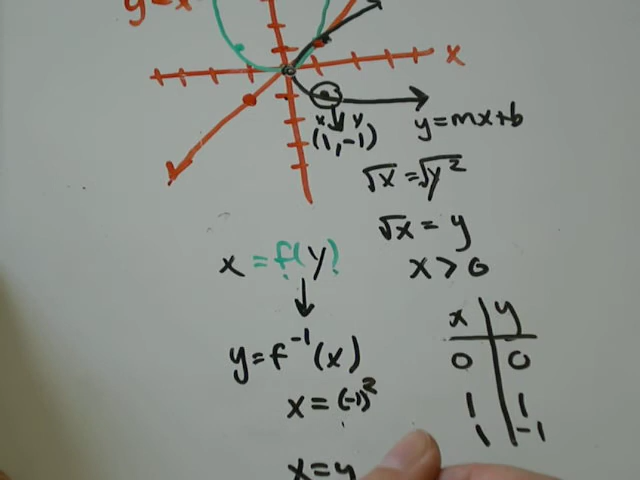 y=x
x
x y
(1,-1)
y=mx+b
√x=√y²
√x = y
x > 0
x = f(y)
y=f⁻¹(x)
x=(-1)²
x=y
x y
0 0
1 1
1 -1